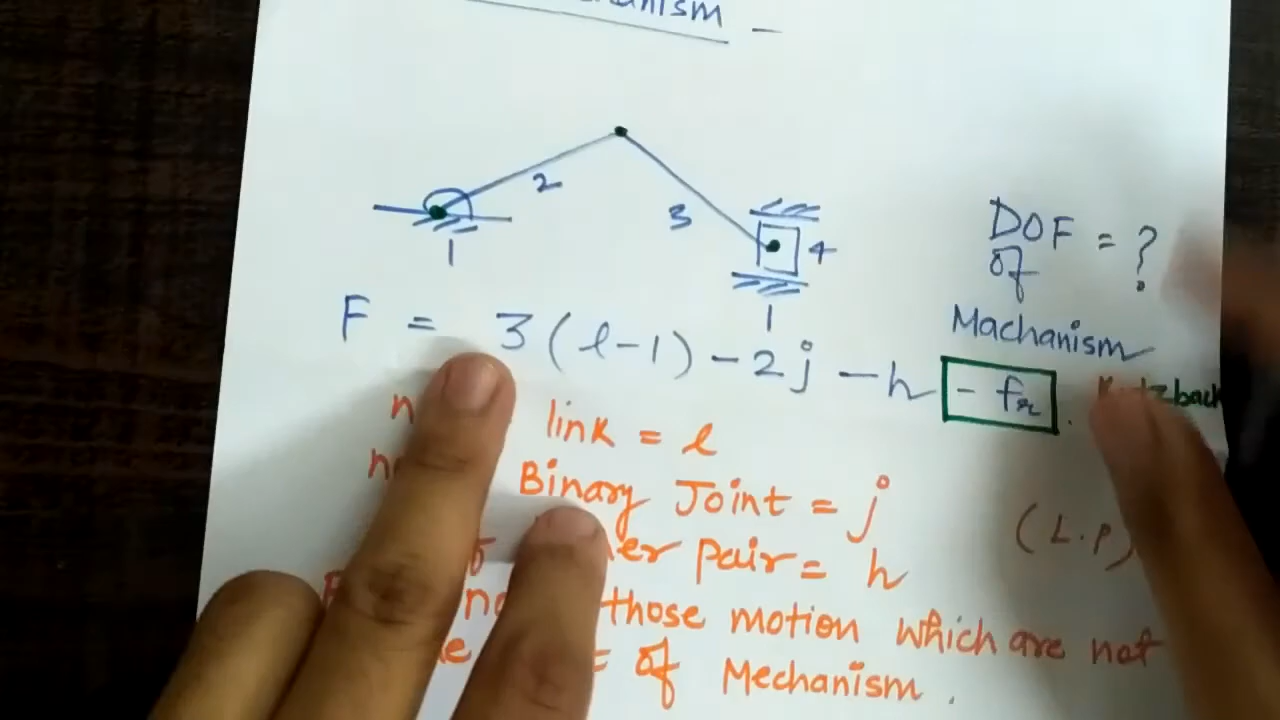 -
2
3
4
1
1
DOF = ?
of
Machanism
F = 3(l-1) - 2j - h - fr.
link = l
Binary Joint = j
pair = h
(L.P)
those motion which are not
= of Mechanism.